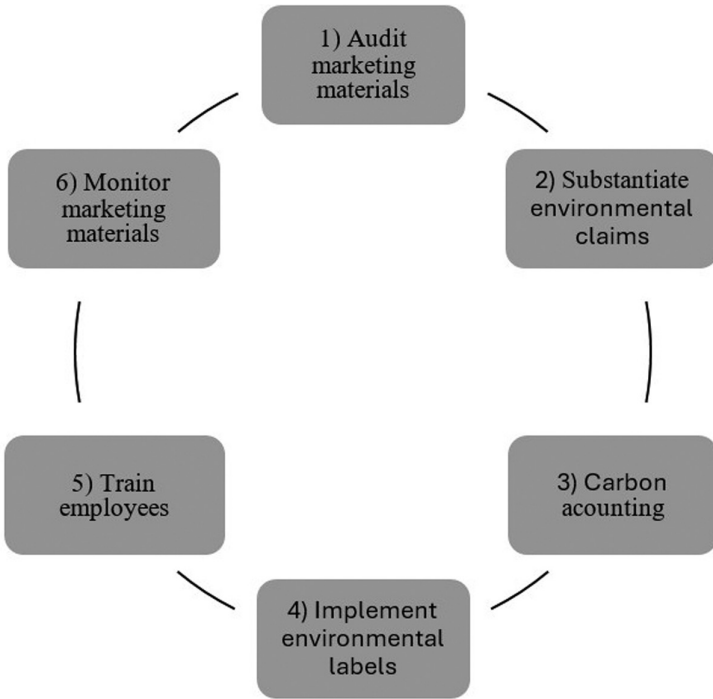 1) Audit
marketing
materials
2) Substantiate
environmental
claims
3) Carbon
acounting
4) Implement
environmental
labels
5) Train
employees
6) Monitor
marketing
materials